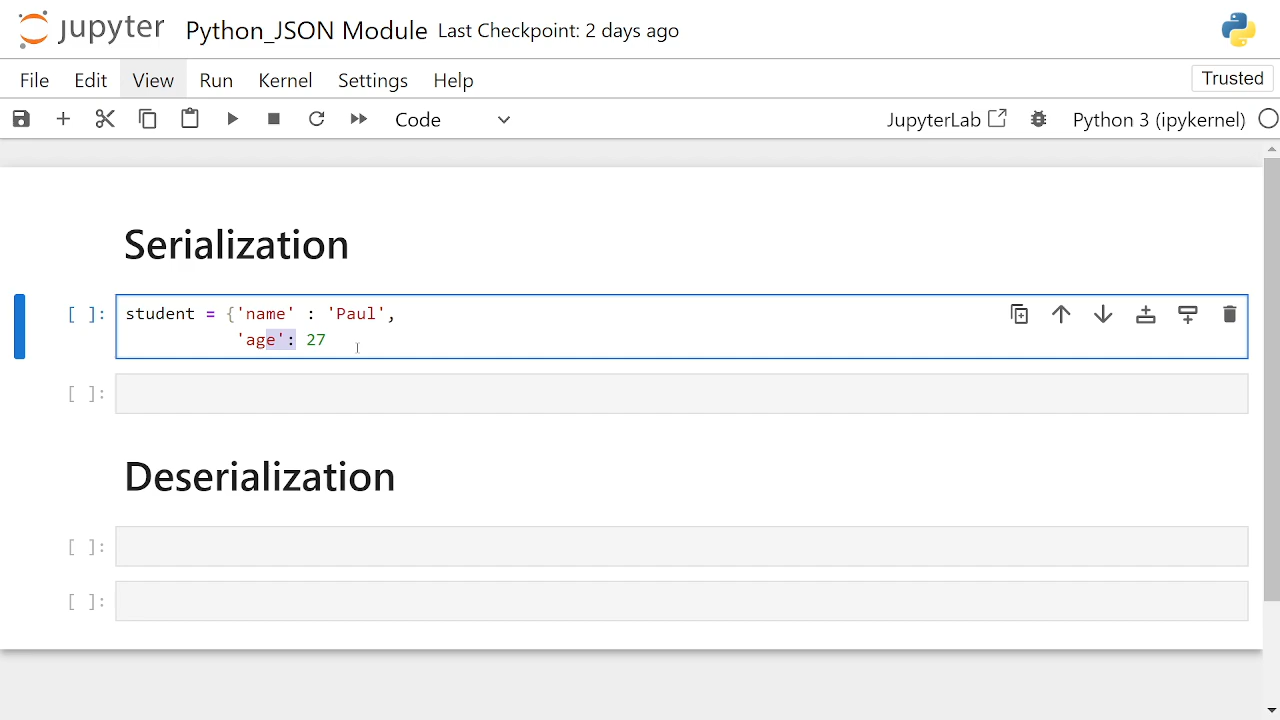 jupyter Python_JSON Module Last Checkpoint: 2 days ago
File Edit View Run Kernel Settings Help Trusted
Code JupyterLab Python 3 (ipykernel)
Serialization
[ ]: student = {'name' : 'Paul',
'age': 27
[ ]:
Deserialization
[ ]:
[ ]: